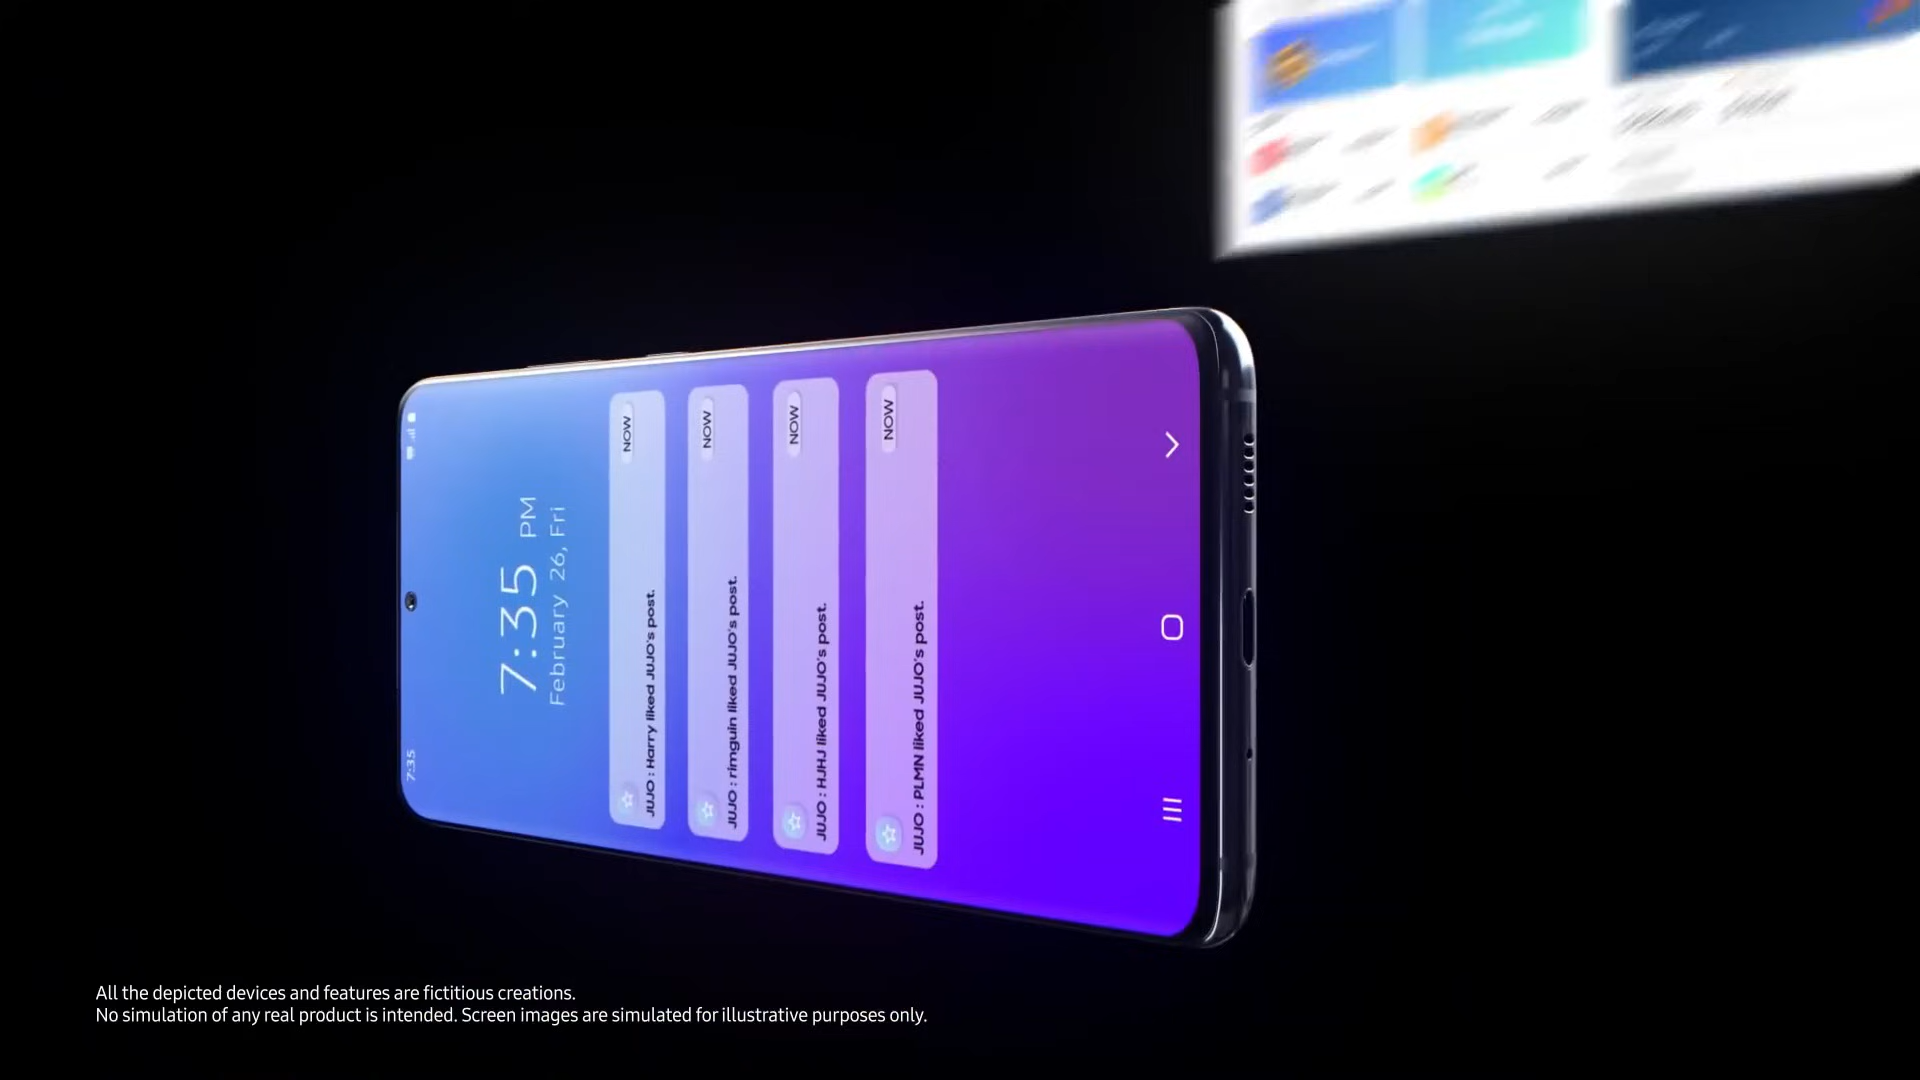 7:35
7:35 PM
February 26, Fri
NOW
JUJO : Harry liked JUJO's post.
NOW
JUJO : rimguin liked JUJO's post.
NOW
JUJO : HJHJ liked JUJO's post.
NOW
JUJO : PLMN liked JUJO's post.
All the depicted devices and features are fictitious creations.
No simulation of any real product is intended. Screen images are simulated for illustrative purposes only.